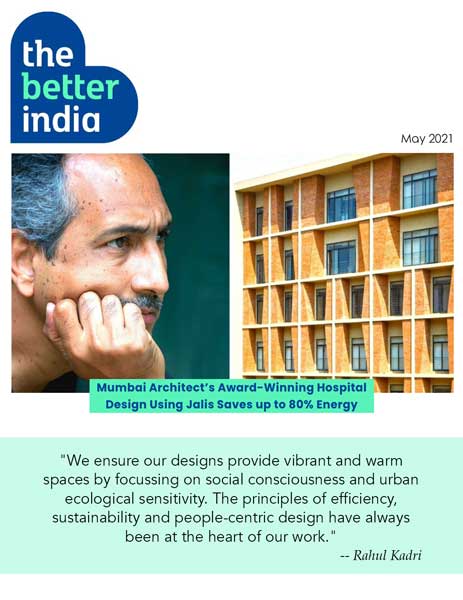 the
better
india
May 2021
Mumbai Architect's Award-Winning Hospital
Design Using Jalis Saves up to 80% Energy
"We ensure our designs provide vibrant and warm
spaces by focussing on social consciousness and urban
ecological sensitivity. The principles of efficiency,
sustainability and people-centric design have always
been at the heart of our work."
-- Rahul Kadri